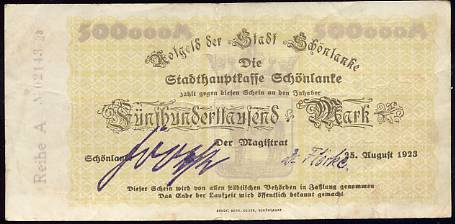 500000M 500000M
Notgeld der Stadt Schönlanke
Die
Stadthauptkasse Schönlanke
zahlt gegen diesen Schein an den Inhaber
Fünfhunderttausend Mark
Der Magistrat
Schönlanke 25. August 1923
Dieser Schein wird von allen städtischen Behörden in Zahlung genommen
Das Ende der Laufzeit wird öffentlich bekannt gemacht
Reihe A № 02143